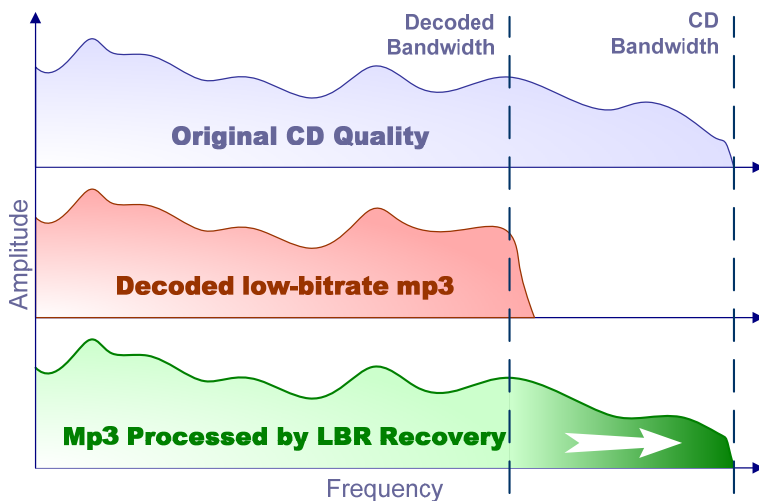 Decoded
Bandwidth
CD
Bandwidth
Original CD Quality
Amplitude
Decoded low-bitrate mp3
Mp3 Processed by LBR Recovery
Frequency